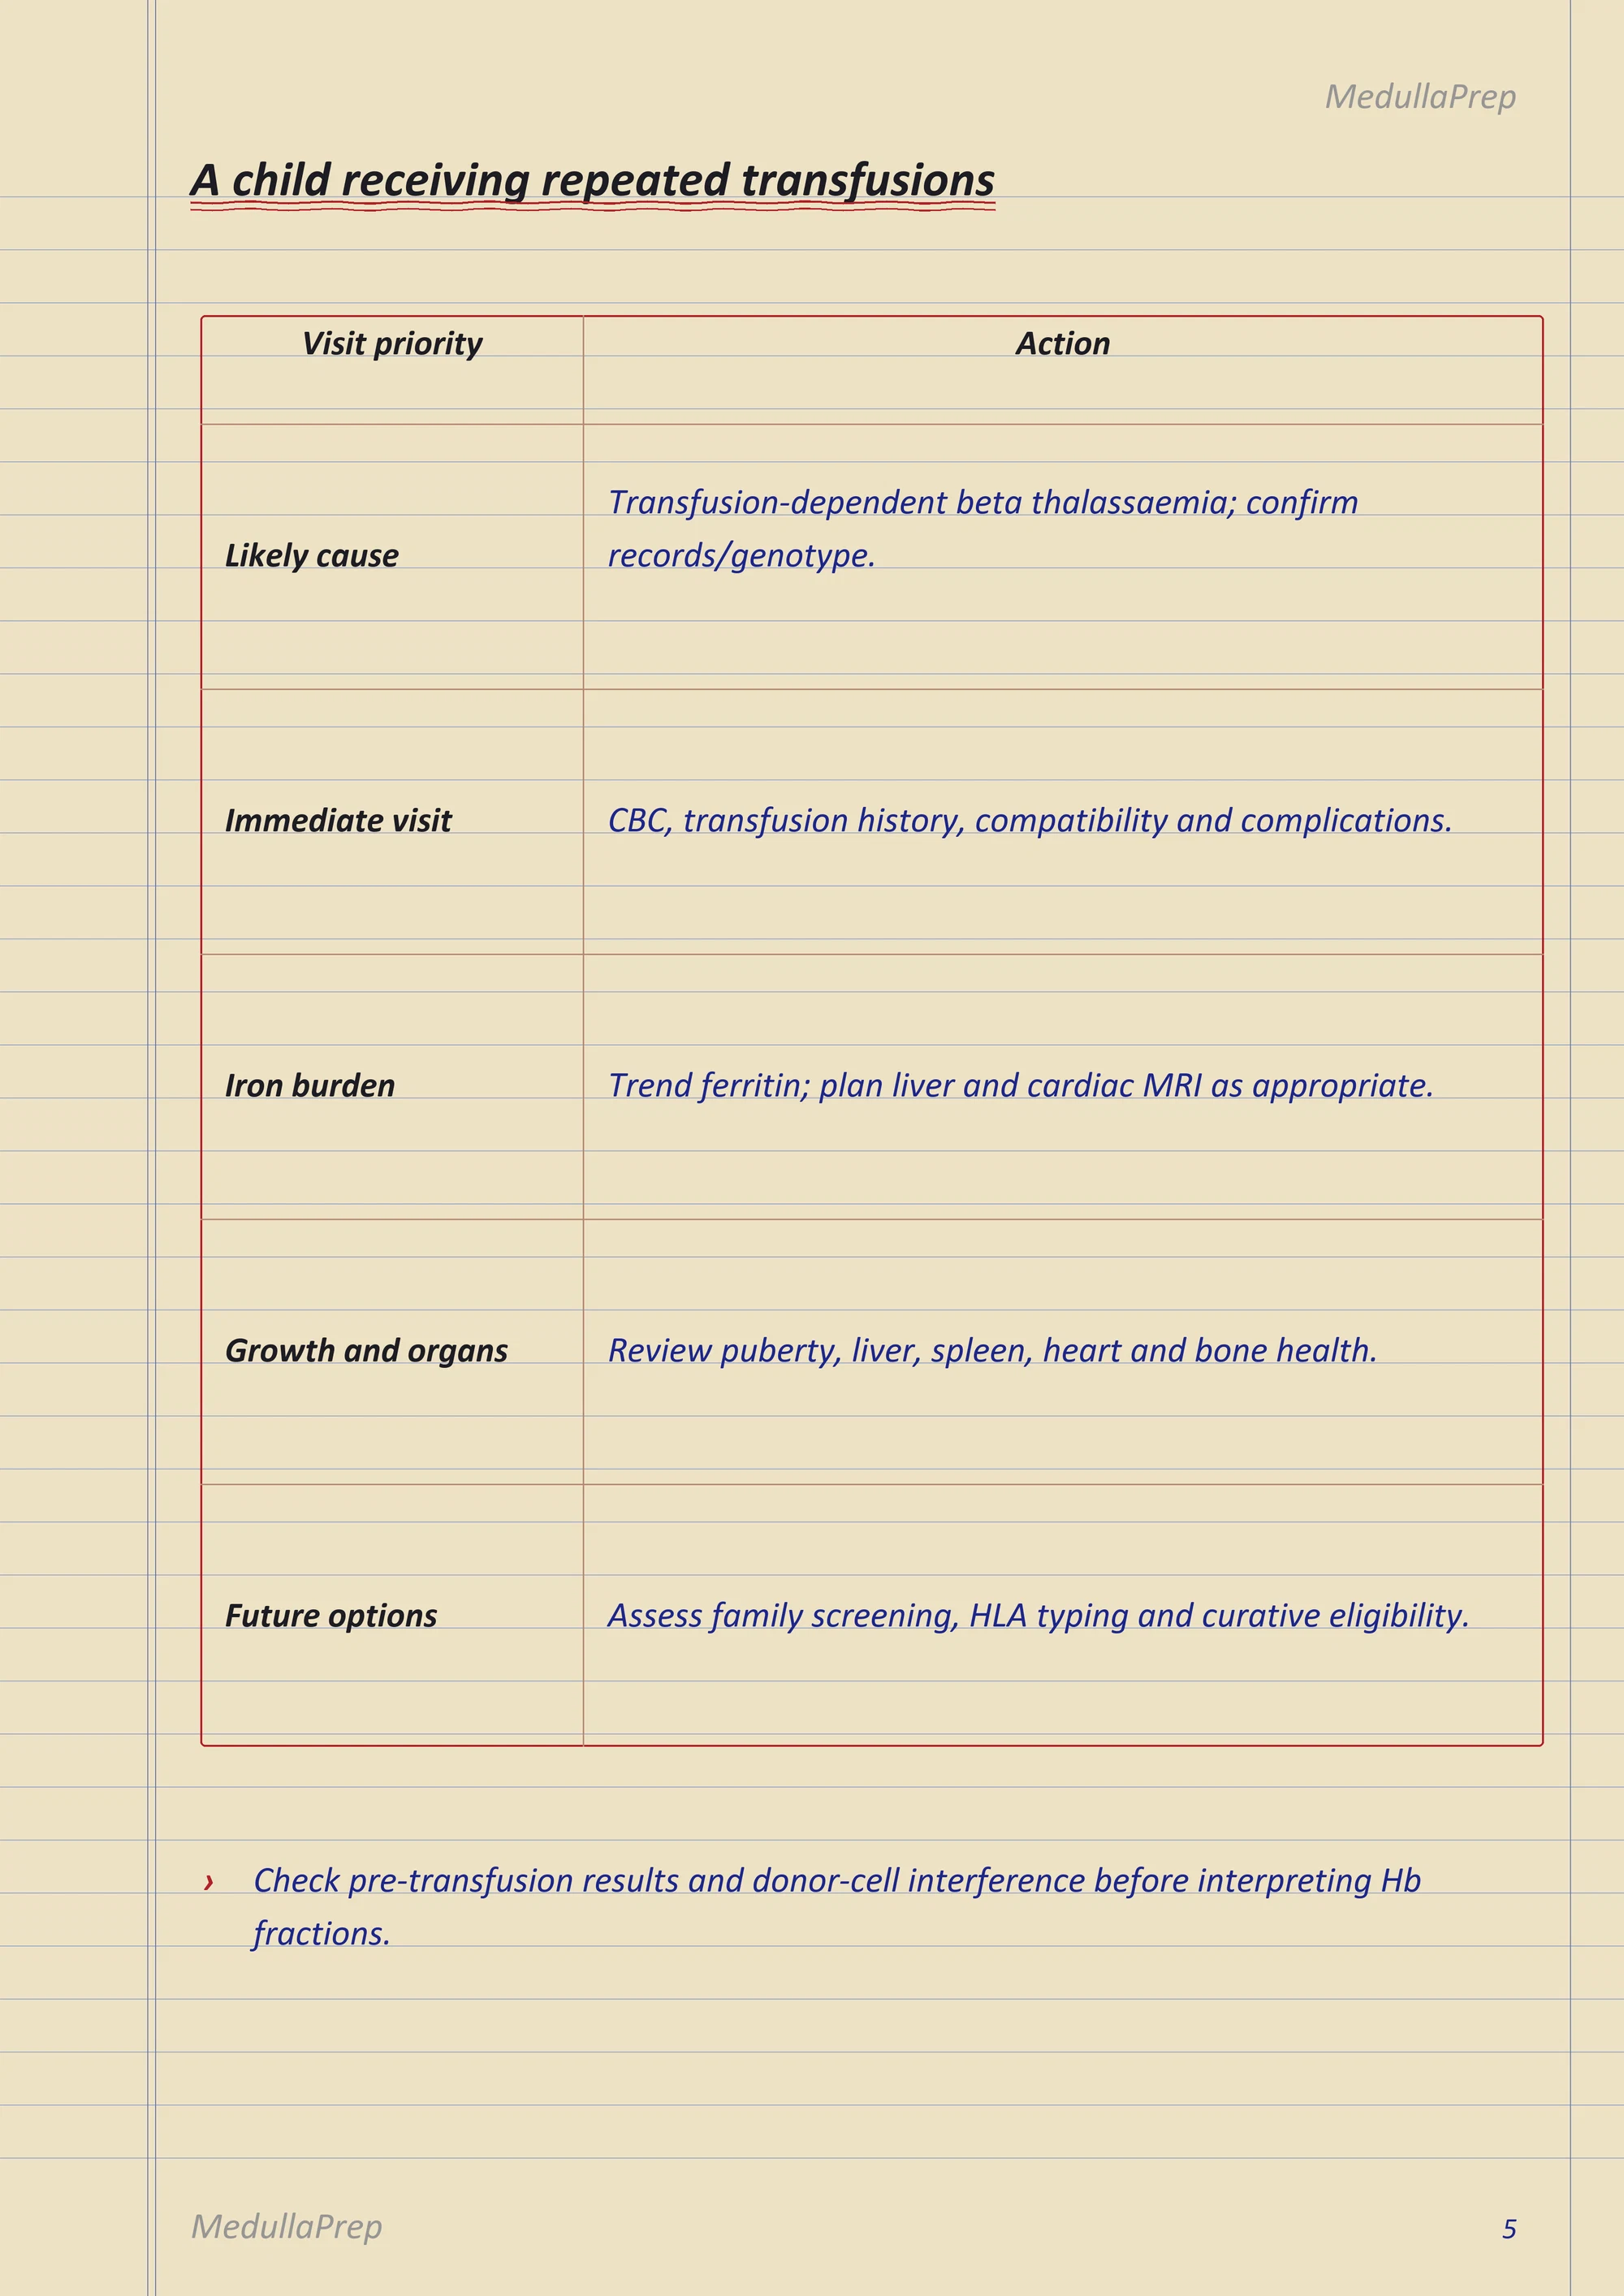 MedullaPrep
A child receiving repeated transfusions
Visit priority
Action
Likely cause
Transfusion-dependent beta thalassaemia; confirm
records/genotype.
Immediate visit
CBC, transfusion history, compatibility and complications.
Iron burden
Trend ferritin; plan liver and cardiac MRI as appropriate.
Growth and organs
Review puberty, liver, spleen, heart and bone health.
Future options
Assess family screening, HLA typing and curative eligibility.
› Check pre-transfusion results and donor-cell interference before interpreting Hb
fractions.
MedullaPrep
5